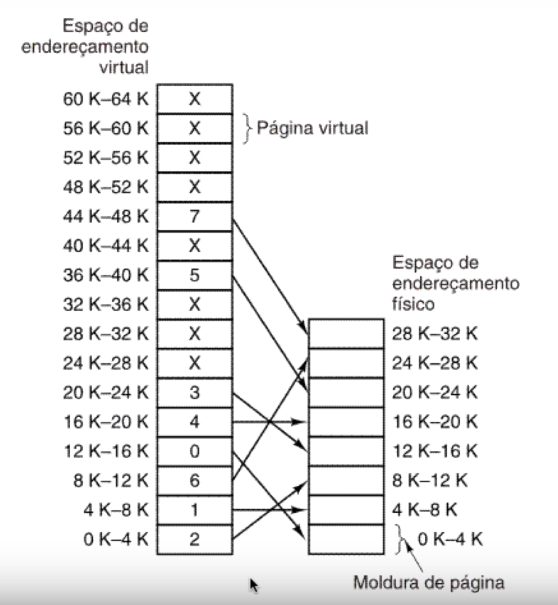 Espaço de
endereçamento
virtual
60 K–64 K X
56 K–60 K X Página virtual
52 K–56 K X
48 K–52 K X
44 K–48 K 7
40 K–44 K X
36 K–40 K 5
32 K–36 K X
28 K–32 K X
24 K–28 K X
20 K–24 K 3
16 K–20 K 4
12 K–16 K 0
8 K–12 K 6
4 K–8 K 1
0 K–4 K 2
Espaço de
endereçamento
físico
28 K–32 K
24 K–28 K
20 K–24 K
16 K–20 K
12 K–16 K
8 K–12 K
4 K–8 K
0 K–4 K
Moldura de página